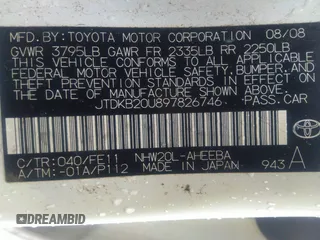 MFD.BY: TOYOTA MOTOR CORPORATION 08/08
GVWR 3795LB GAWR FR 2335LB RR 2250LB
THIS VEHICLE CONFORMS TO ALL APPLICABLE
FEDERAL MOTOR VEHICLE SAFETY, BUMPER, AND
THEFT PREVENTION STANDARDS IN EFFECT ON
THE DATE OF MANUFACTURE SHOWN ABOVE.
JTDKB20U897826746 PASS.CAR
C/TR: 040/FE11 NHW20L-AHEEBA
A/TM: -01A/P112 MADE IN JAPAN 943 A
DREAMBID